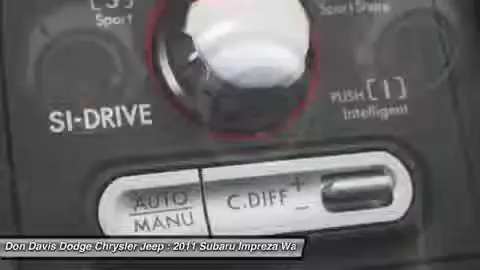 [S]
Sport
Sport Sharp
PUSH [I]
Intelligent
SI-DRIVE
AUTO
MANU
C.DIFF + −
Don Davis Dodge Chrysler Jeep : 2011 Subaru Impreza Wa